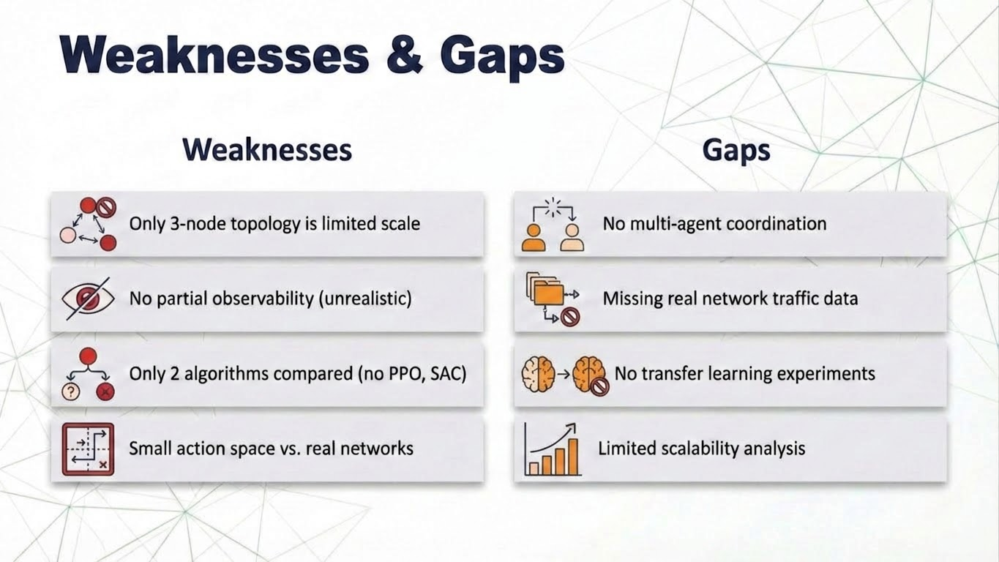 Weaknesses & Gaps
Weaknesses
Only 3-node topology is limited scale
No partial observability (unrealistic)
Only 2 algorithms compared (no PPO, SAC)
Small action space vs. real networks
Gaps
No multi-agent coordination
Missing real network traffic data
No transfer learning experiments
Limited scalability analysis